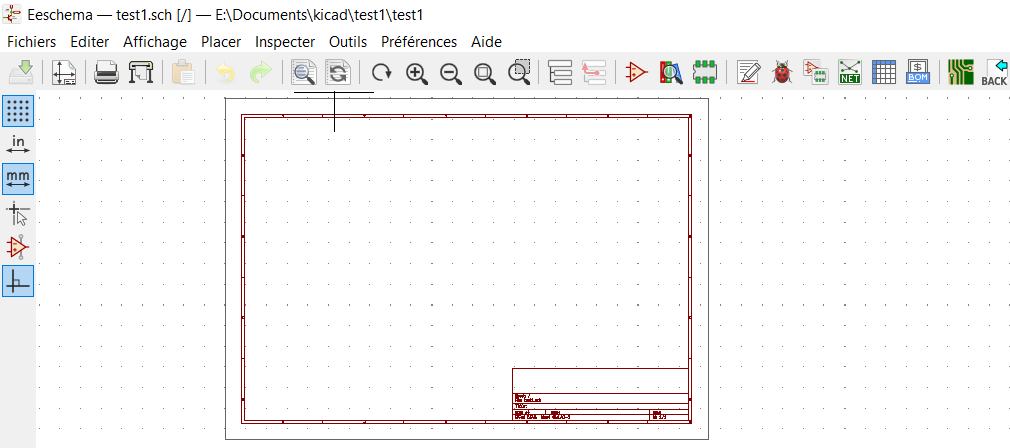 Eeschema — test1.sch [/] — E:\Documents\kicad\test1\test1
Fichiers Editer Affichage Placer Inspecter Outils Préférences Aide
NET BOM BACK
in
mm